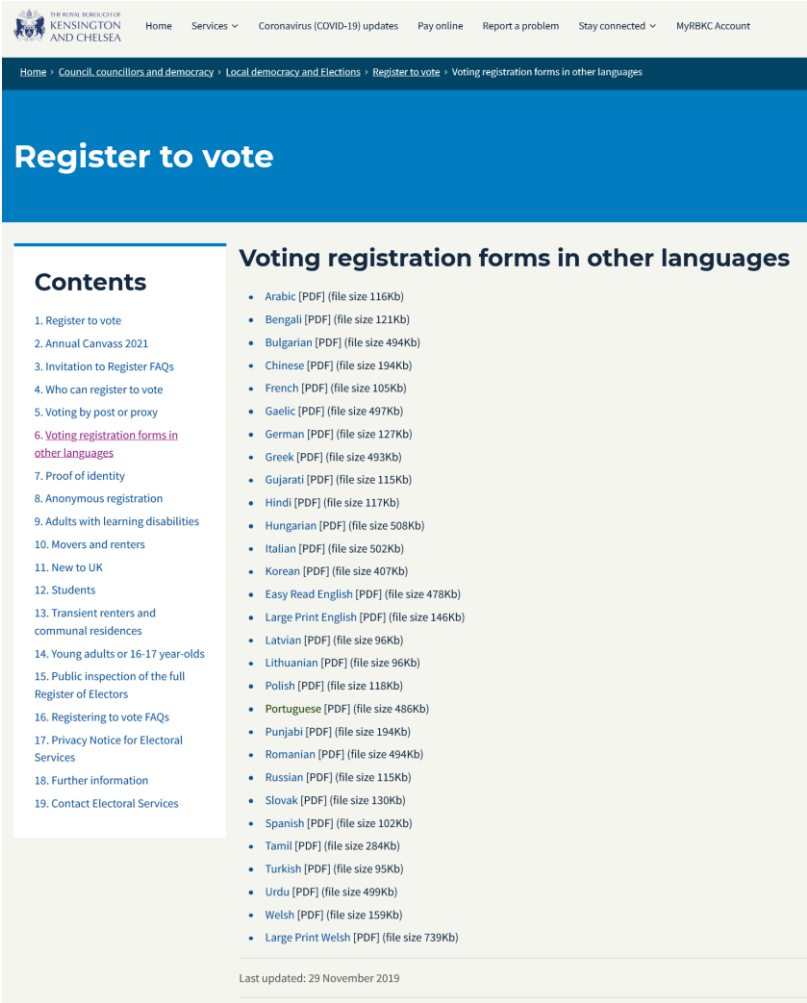 THE ROYAL BOROUGH OF
KENSINGTON
AND CHELSEA
Home Services Coronavirus (COVID-19) updates Pay online Report a problem Stay connected MyRBKC Account
Home › Council, councillors and democracy › Local democracy and Elections › Register to vote › Voting registration forms in other languages
Register to vote
Contents
1. Register to vote
2. Annual Canvass 2021
3. Invitation to Register FAQs
4. Who can register to vote
5. Voting by post or proxy
6. Voting registration forms in
other languages
7. Proof of identity
8. Anonymous registration
9. Adults with learning disabilities
10. Movers and renters
11. New to UK
12. Students
13. Transient renters and
communal residences
14. Young adults or 16-17 year-olds
15. Public inspection of the full
Register of Electors
16. Registering to vote FAQs
17. Privacy Notice for Electoral
Services
18. Further information
19. Contact Electoral Services
Voting registration forms in other languages
• Arabic [PDF] (file size 116Kb)
• Bengali [PDF] (file size 121Kb)
• Bulgarian [PDF] (file size 494Kb)
• Chinese [PDF] (file size 194Kb)
• French [PDF] (file size 105Kb)
• Gaelic [PDF] (file size 497Kb)
• German [PDF] (file size 127Kb)
• Greek [PDF] (file size 493Kb)
• Gujarati [PDF] (file size 115Kb)
• Hindi [PDF] (file size 117Kb)
• Hungarian [PDF] (file size 508Kb)
• Italian [PDF] (file size 502Kb)
• Korean [PDF] (file size 407Kb)
• Easy Read English [PDF] (file size 478Kb)
• Large Print English [PDF] (file size 146Kb)
• Latvian [PDF] (file size 96Kb)
• Lithuanian [PDF] (file size 96Kb)
• Polish [PDF] (file size 118Kb)
• Portuguese [PDF] (file size 486Kb)
• Punjabi [PDF] (file size 194Kb)
• Romanian [PDF] (file size 494Kb)
• Russian [PDF] (file size 115Kb)
• Slovak [PDF] (file size 130Kb)
• Spanish [PDF] (file size 102Kb)
• Tamil [PDF] (file size 284Kb)
• Turkish [PDF] (file size 95Kb)
• Urdu [PDF] (file size 499Kb)
• Welsh [PDF] (file size 159Kb)
• Large Print Welsh [PDF] (file size 739Kb)
Last updated: 29 November 2019